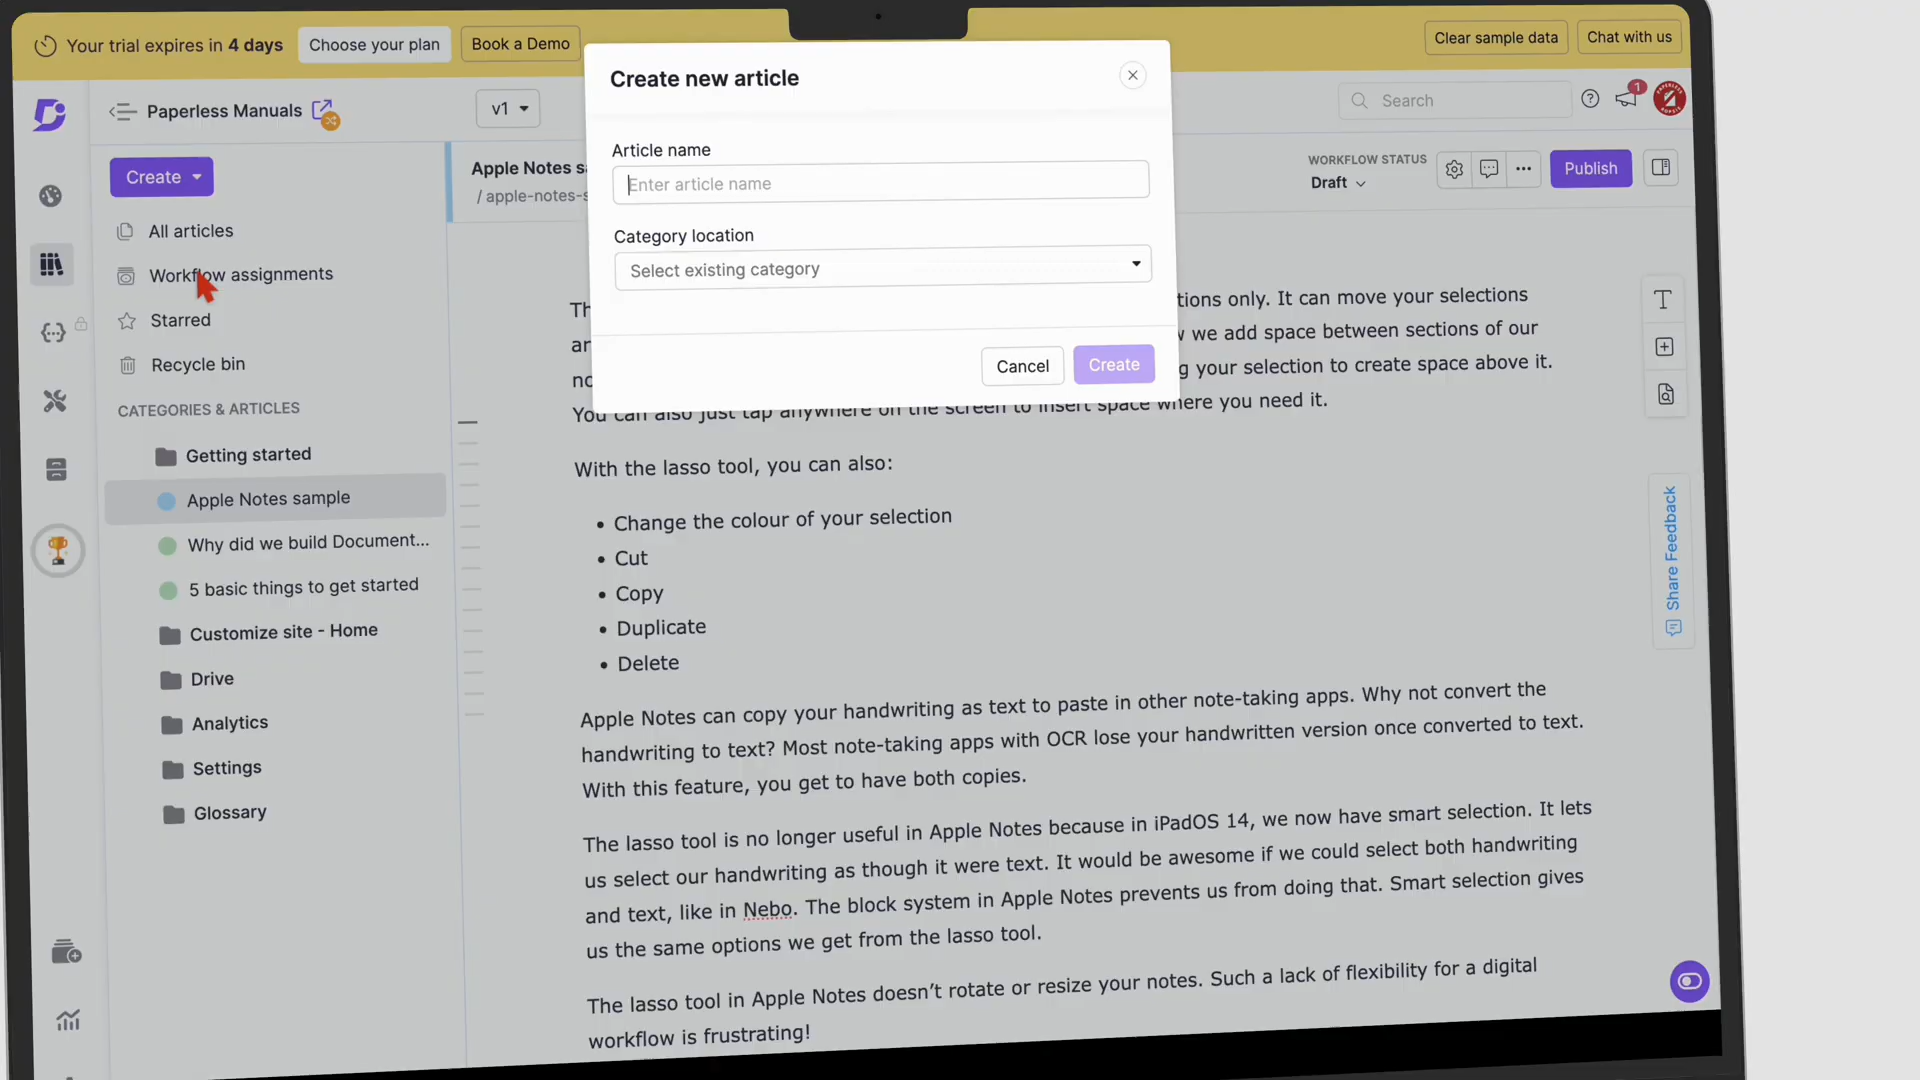 Your trial expires in 4 days
Choose your plan
Book a Demo
Clear sample data
Chat with us
Paperless Manuals
v1
Search
1
Create
All articles
Workflow assignments
Starred
Recycle bin
CATEGORIES & ARTICLES
Getting started
Apple Notes sample
Why did we build Document...
5 basic things to get started
Customize site - Home
Drive
Analytics
Settings
Glossary
Apple Notes sa
/ apple-notes-s
WORKFLOW STATUS
Draft
Publish
Create new article
Article name
Enter article name
Category location
Select existing category
Cancel
Create
tions only. It can move your selections
we add space between sections of our
g your selection to create space above it.
You can also just tap anywhere on the screen to insert space where you need it.
With the lasso tool, you can also:
• Change the colour of your selection
• Cut
• Copy
• Duplicate
• Delete
Apple Notes can copy your handwriting as text to paste in other note-taking apps. Why not convert the
handwriting to text? Most note-taking apps with OCR lose your handwritten version once converted to text.
With this feature, you get to have both copies.
The lasso tool is no longer useful in Apple Notes because in iPadOS 14, we now have smart selection. It lets
us select our handwriting as though it were text. It would be awesome if we could select both handwriting
and text, like in Nebo. The block system in Apple Notes prevents us from doing that. Smart selection gives
us the same options we get from the lasso tool.
The lasso tool in Apple Notes doesn't rotate or resize your notes. Such a lack of flexibility for a digital
workflow is frustrating!
Share Feedback